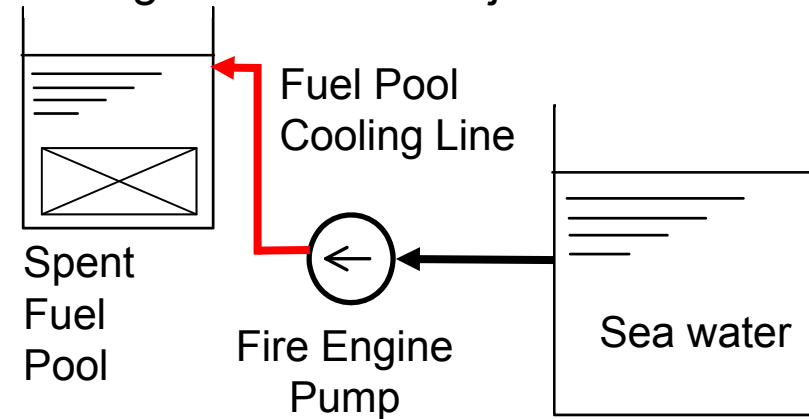 Fuel Pool
Cooling Line
Spent
Fuel
Pool
Fire Engine
Pump
Sea water